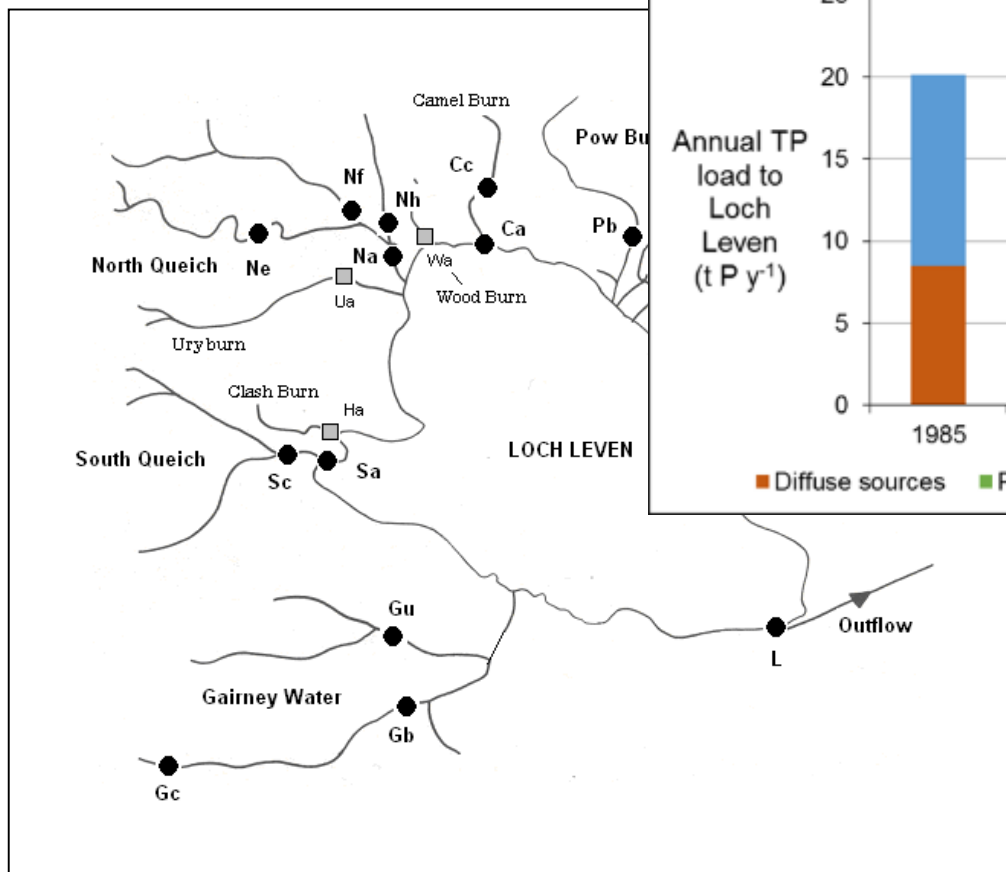 Camel Burn
Pow Bu
Cc
Nf
Nh
Ca
Pb
Na
Wa
North Queich
Ne
Ua
Wood Burn
Ury burn
Clash Burn
Ha
South Queich
Sc
Sa
LOCH LEVEN
Gu
Outflow
L
Gairney Water
Gb
Gc
20
15
10
5
0
Annual TP
load to
Loch
Leven
(t P y-1)
1985
Diffuse sources